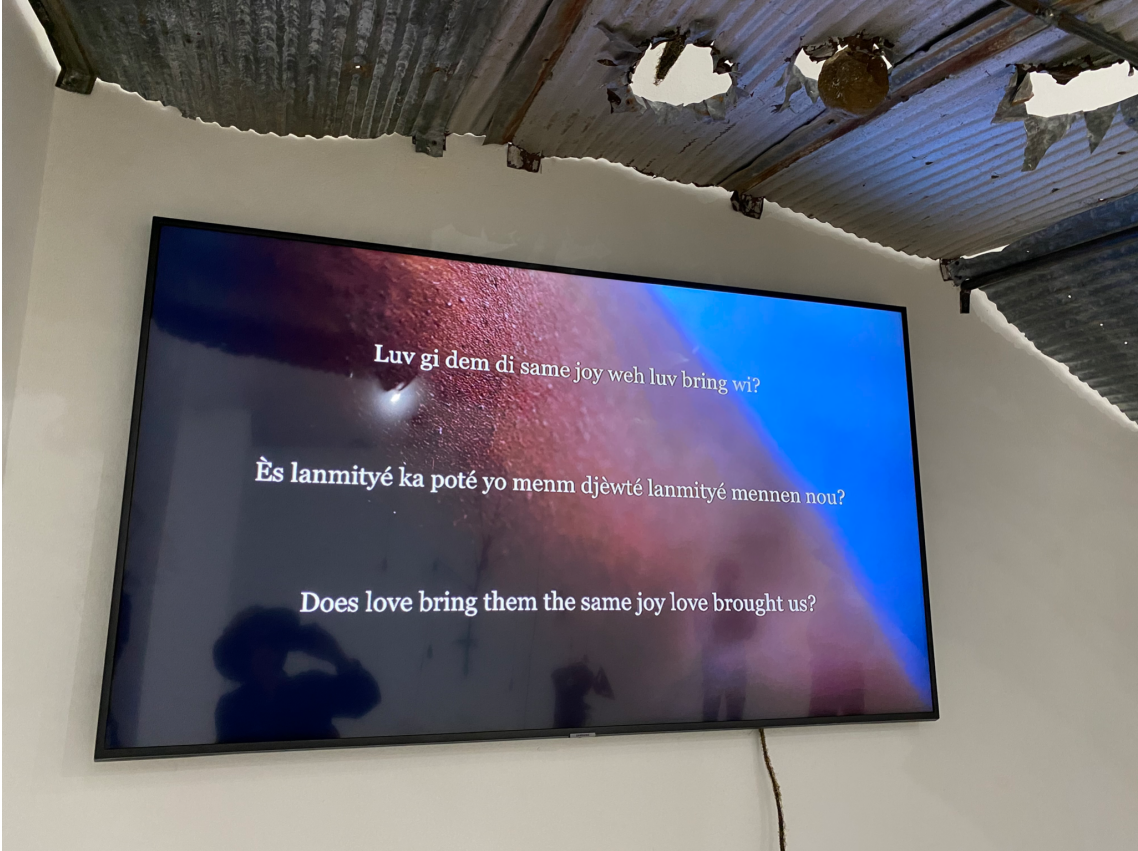 Luv gi dem di same joy weh luv bring wi?
Ès lanmityé ka poté yo menm djèwté lanmityé mennen nou?
Does love bring them the same joy love brought us?